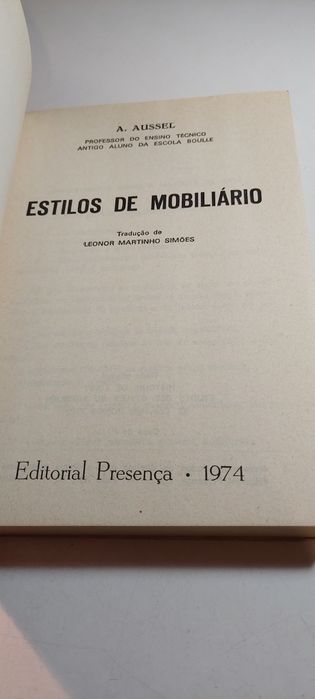 A. AUSSEL
PROFESSOR DO ENSINO TÉCNICO
ANTIGO ALUNO DA ESCOLA BOULLE
ESTILOS DE MOBILIÁRIO
Tradução de
LEONOR MARTINHO SIMÕES
Editorial Presença · 1974